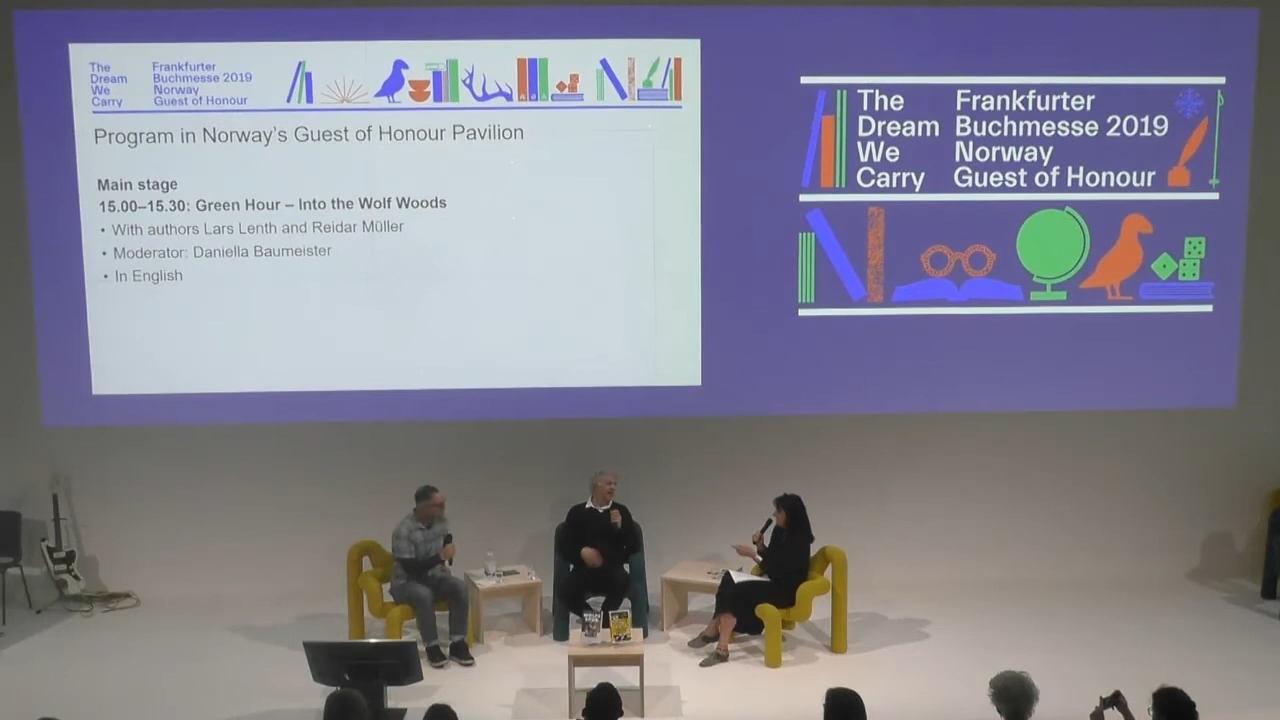 The Dream We Carry
Frankfurter Buchmesse 2019 Norway Guest of Honour
Program in Norway's Guest of Honour Pavilion
Main stage
15.00–15.30: Green Hour – Into the Wolf Woods
• With authors Lars Lenth and Reidar Müller
• Moderator: Daniella Baumeister
• In English
The Frankfurter
Dream Buchmesse 2019
We Norway
Carry Guest of Honour